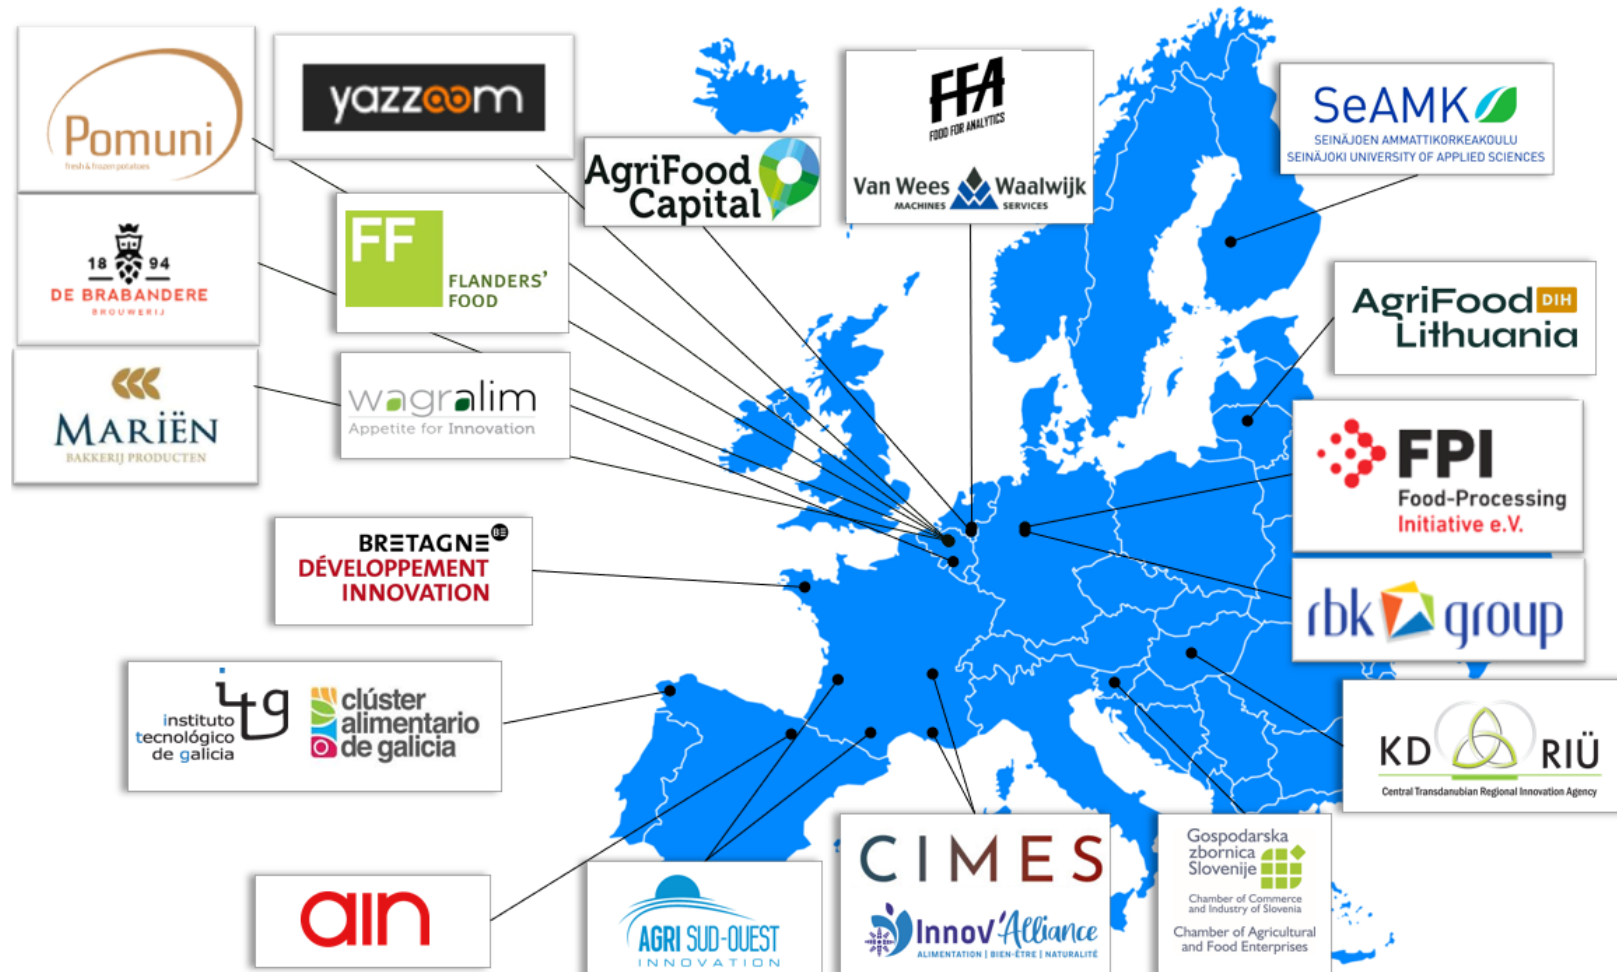 Pomuni
fresh & frozen potatoes
yazzoom
AgriFood
Capital
FFA
FOOD FOR ANALYTICS
Van Wees Waalwijk
MACHINES SERVICES
SeAMK
SEINÄJOEN AMMATTIKORKEAKOULU
SEINÄJOKI UNIVERSITY OF APPLIED SCIENCES
18 94
DE BRABANDERE
BROUWERIJ
FF
FLANDERS'
FOOD
AgriFood DIH
Lithuania
MARIËN
BAKKERIJ PRODUCTEN
wagralim
Appetite for Innovation
FPI
Food-Processing
Initiative e.V.
BRETAGNE BE
DÉVELOPPEMENT
INNOVATION
rbk group
itg
instituto
tecnológico
de galicia
clúster
alimentario
de galicia
KD RIÜ
Central Transdanubian Regional Innovation Agency
ain
AGRI SUD-OUEST
INNOVATION
CIMES
Innov'Alliance
ALIMENTATION | BIEN-ÊTRE | NATURALITÉ
Gospodarska
zbornica
Slovenije
Chamber of Commerce
and Industry of Slovenia
Chamber of Agricultural
and Food Enterprises